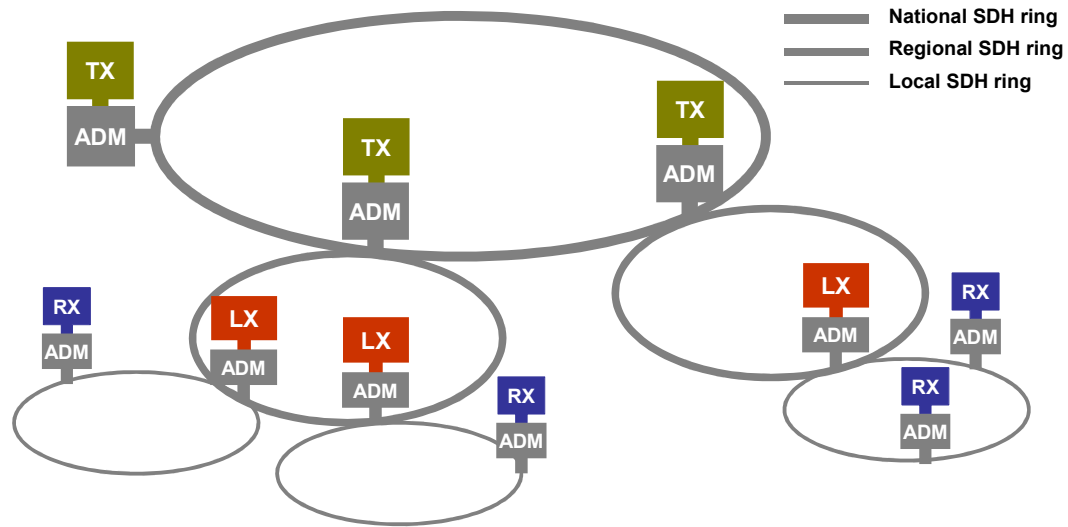 National SDH ring
Regional SDH ring
Local SDH ring
TX
ADM
TX
ADM
TX
ADM
RX
ADM
LX
ADM
LX
ADM
RX
ADM
LX
ADM
RX
ADM
RX
ADM